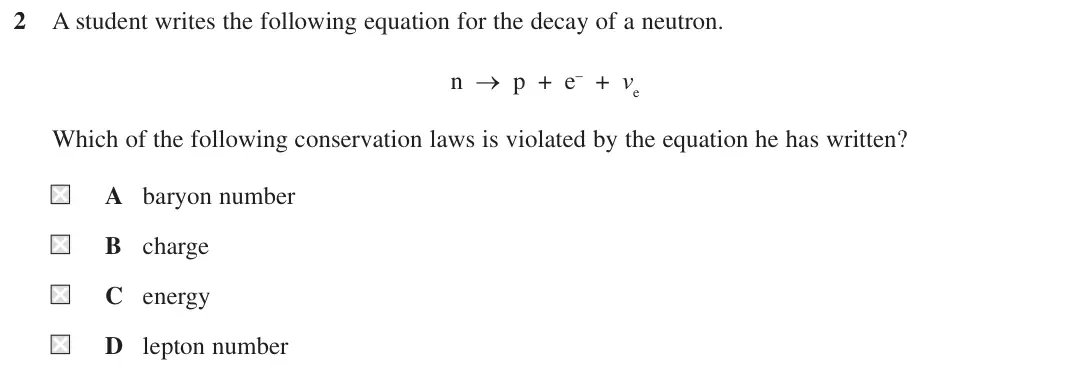 2 A student writes the following equation for the decay of a neutron.
n → p + e⁻ + νₑ
Which of the following conservation laws is violated by the equation he has written?
A baryon number
B charge
C energy
D lepton number